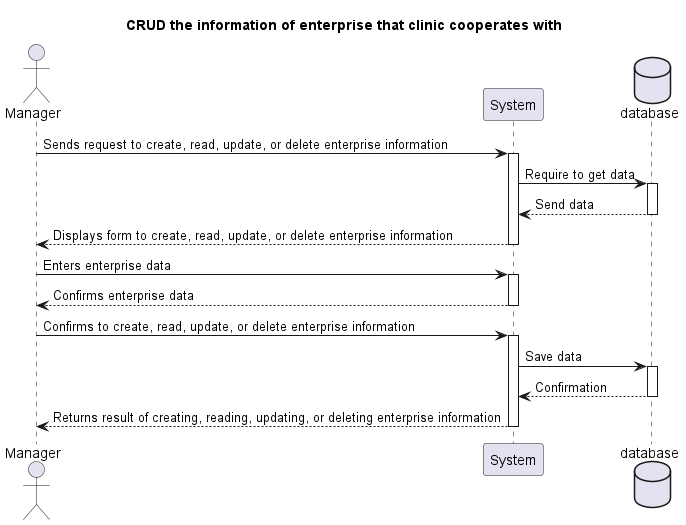 CRUD the information of enterprise that clinic cooperates with
Manager
System
database
Sends request to create, read, update, or delete enterprise information
Require to get data
Send data
Displays form to create, read, update, or delete enterprise information
Enters enterprise data
Confirms enterprise data
Confirms to create, read, update, or delete enterprise information
Save data
Confirmation
Returns result of creating, reading, updating, or deleting enterprise information
Manager
System
database